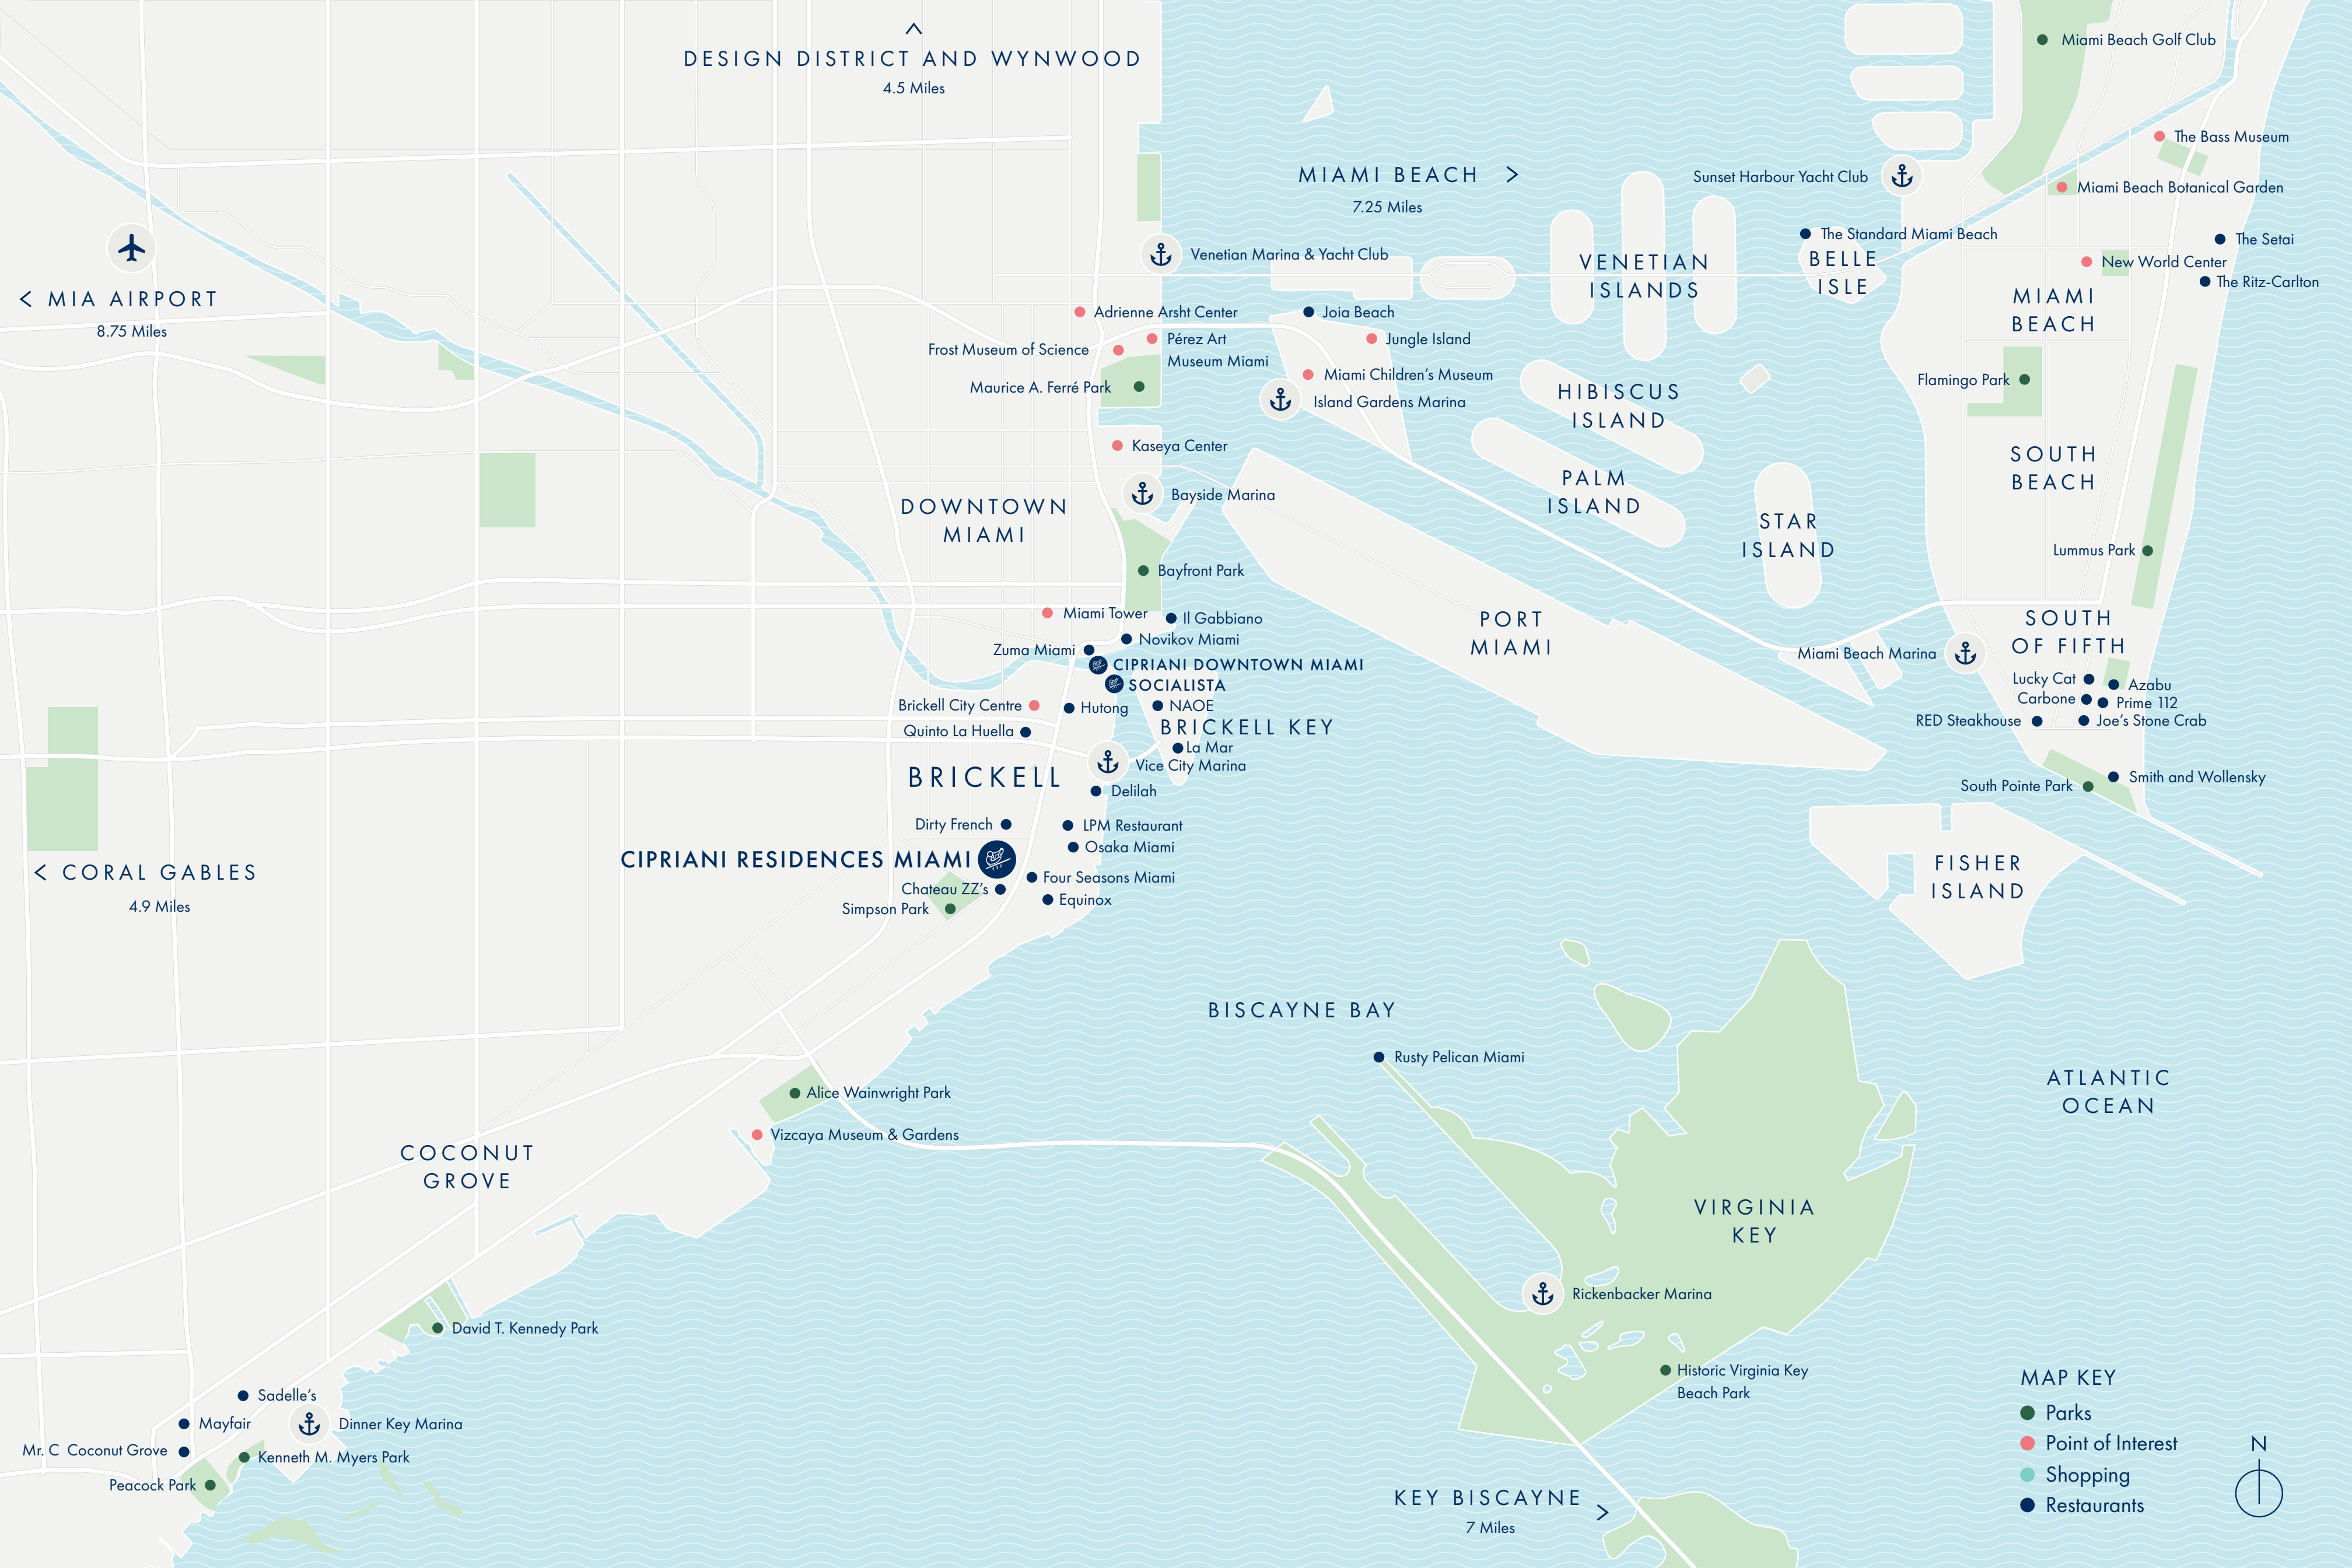 DESIGN DISTRICT AND WYNWOOD
4.5 Miles
Miami Beach Golf Club
The Bass Museum
MIAMI BEACH
7.25 Miles
Sunset Harbour Yacht Club
Miami Beach Botanical Garden
The Standard Miami Beach
BELLE
ISLE
The Setai
New World Center
The Ritz-Carlton
MIA AIRPORT
8.75 Miles
Venetian Marina & Yacht Club
VENETIAN
ISLANDS
MIAMI
BEACH
Adrienne Arsht Center
Joia Beach
Frost Museum of Science
Pérez Art
Museum Miami
Jungle Island
Maurice A. Ferré Park
Miami Children's Museum
Island Gardens Marina
HIBISCUS
ISLAND
Flamingo Park
Kaseya Center
SOUTH
BEACH
Bayside Marina
PALM
ISLAND
DOWNTOWN
MIAMI
STAR
ISLAND
Lummus Park
Bayfront Park
Miami Tower
Il Gabbiano
Novikov Miami
Zuma Miami
CIPRIANI DOWNTOWN MIAMI
SOCIALISTA
PORT
MIAMI
SOUTH
OF FIFTH
Miami Beach Marina
Lucky Cat
Azabu
Carbone
Prime 112
RED Steakhouse
Joe's Stone Crab
Brickell City Centre
Hutong
NAOE
Quinto La Huella
BRICKELL KEY
La Mar
Vice City Marina
BRICKELL
Delilah
Smith and Wollensky
South Pointe Park
Dirty French
LPM Restaurant
Osaka Miami
CIPRIANI RESIDENCES MIAMI
Four Seasons Miami
Chateau ZZ's
Equinox
Simpson Park
CORAL GABLES
4.9 Miles
FISHER
ISLAND
BISCAYNE BAY
Rusty Pelican Miami
ATLANTIC
OCEAN
Alice Wainwright Park
Vizcaya Museum & Gardens
COCONUT
GROVE
VIRGINIA
KEY
Rickenbacker Marina
David T. Kennedy Park
Historic Virginia Key
Beach Park
Sadelle's
Mayfair
Dinner Key Marina
Mr. C Coconut Grove
Kenneth M. Myers Park
Peacock Park
KEY BISCAYNE
7 Miles
MAP KEY
Parks
Point of Interest
Shopping
Restaurants
N